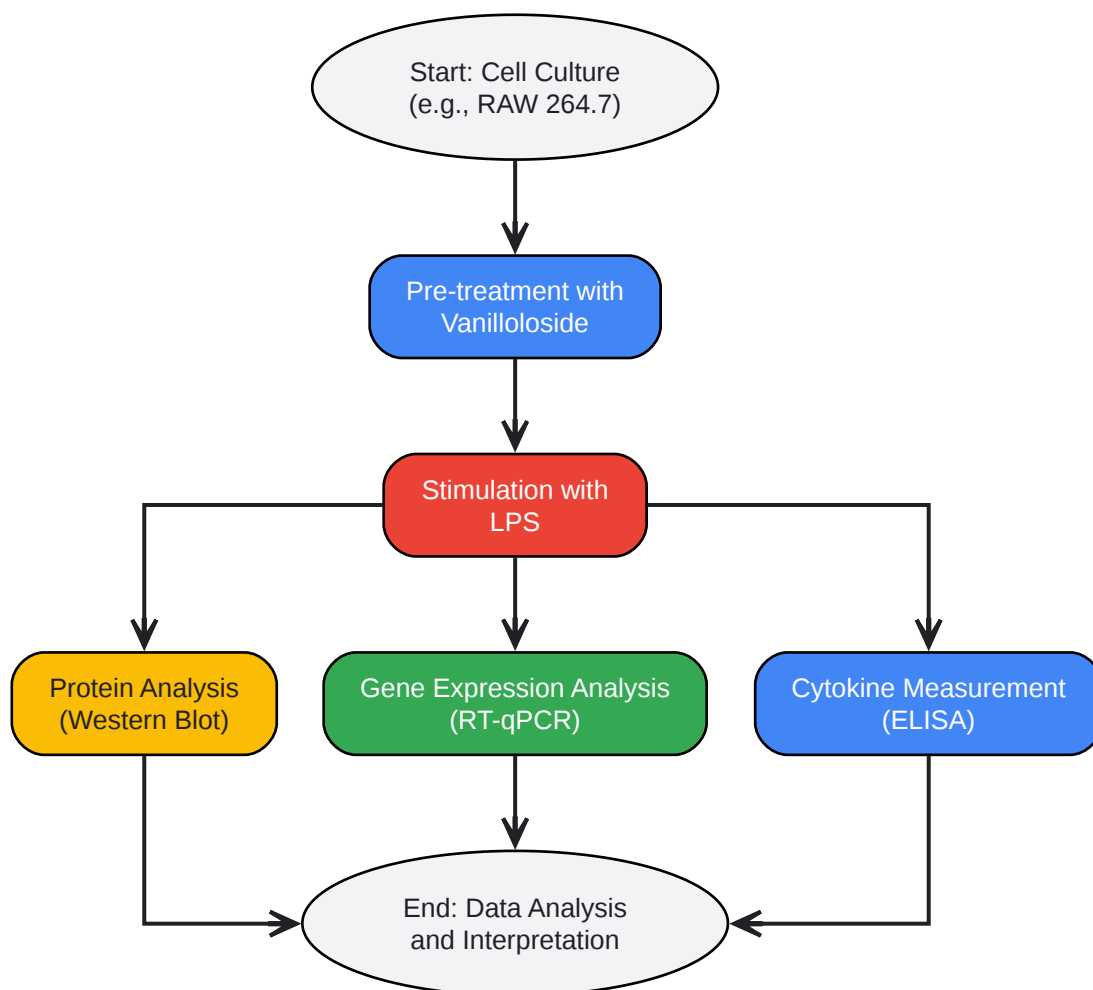 Start: Cell Culture
(e.g., RAW 264.7)
Pre-treatment with
Vanilloloside
Stimulation with
LPS
Protein Analysis
(Western Blot)
Gene Expression Analysis
(RT-qPCR)
Cytokine Measurement
(ELISA)
End: Data Analysis
and Interpretation